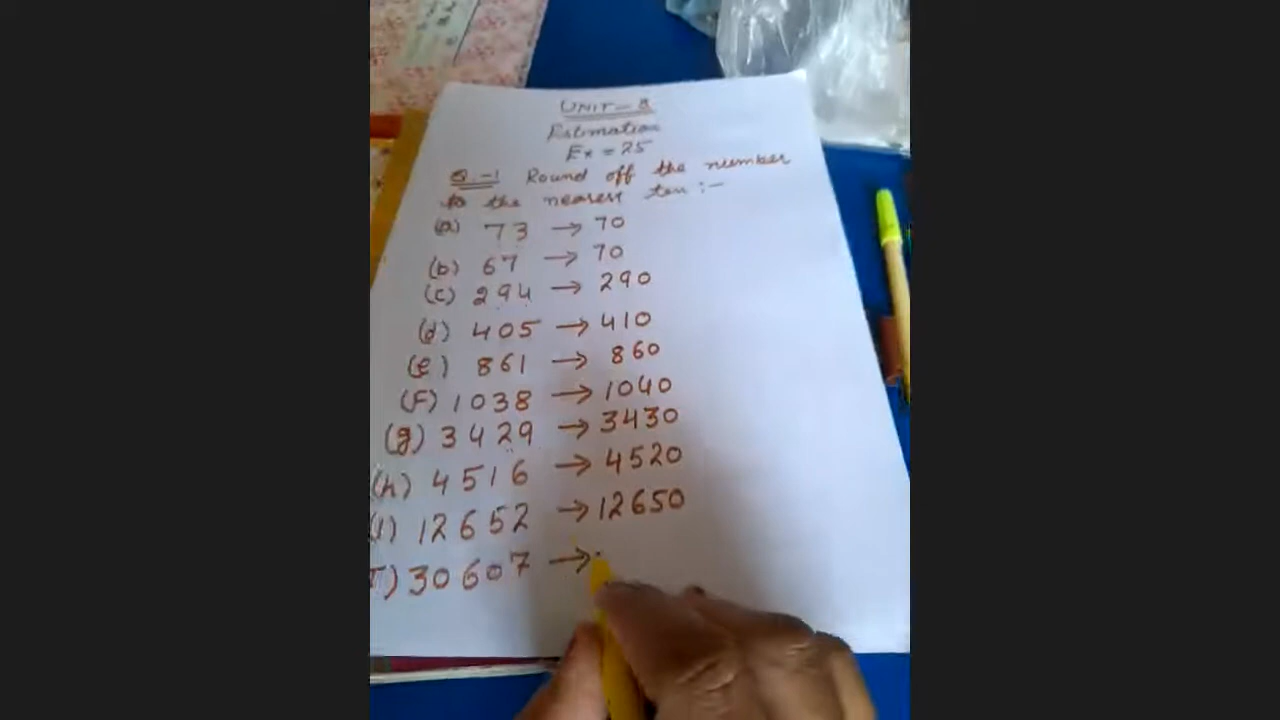 UNIT - 8
Estimation
Ex = 25
Q.-1 Round off the number
to the nearest ten :-
(a) 73 → 70
(b) 67 → 70
(c) 294 → 290
(d) 405 → 410
(e) 861 → 860
(F) 1038 → 1040
(g) 3429 → 3430
(h) 4516 → 4520
(I) 12652 → 12650
(J) 30607 →